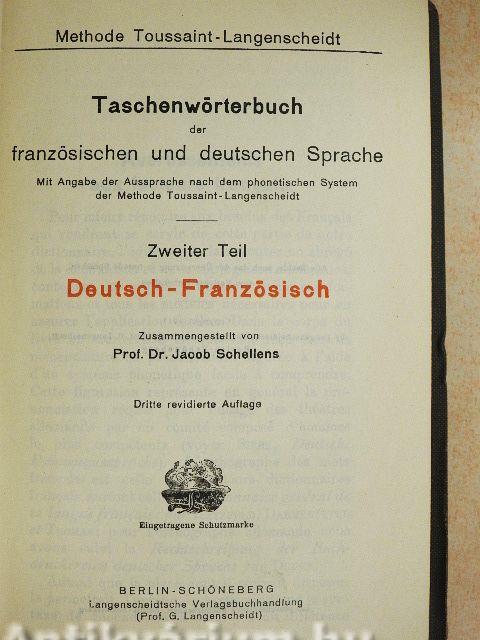 Methode Toussaint-Langenscheidt
Taschenwörterbuch
der
französischen und deutschen Sprache
Mit Angabe der Aussprache nach dem phonetischen System
der Methode Toussaint-Langenscheidt
Zweiter Teil
Deutsch-Französisch
Zusammengestellt von
Prof. Dr. Jacob Schellens
Dritte revidierte Auflage
Eingetragene Schutzmarke
BERLIN-SCHÖNEBERG
Langenscheidtsche Verlagsbuchhandlung
(Prof. G. Langenscheidt)
Antikvárium.hu